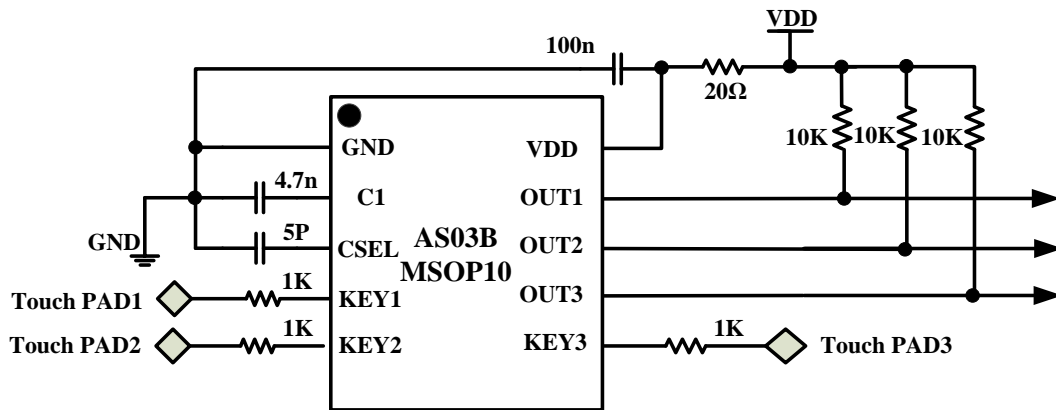 VDD
100n
20Ω
10K 10K 10K
GND VDD
4.7n C1 OUT1
GND 5P CSEL AS03B OUT2
MSOP10
Touch PAD1 1K KEY1 OUT3
Touch PAD2 1K KEY2 KEY3 1K Touch PAD3